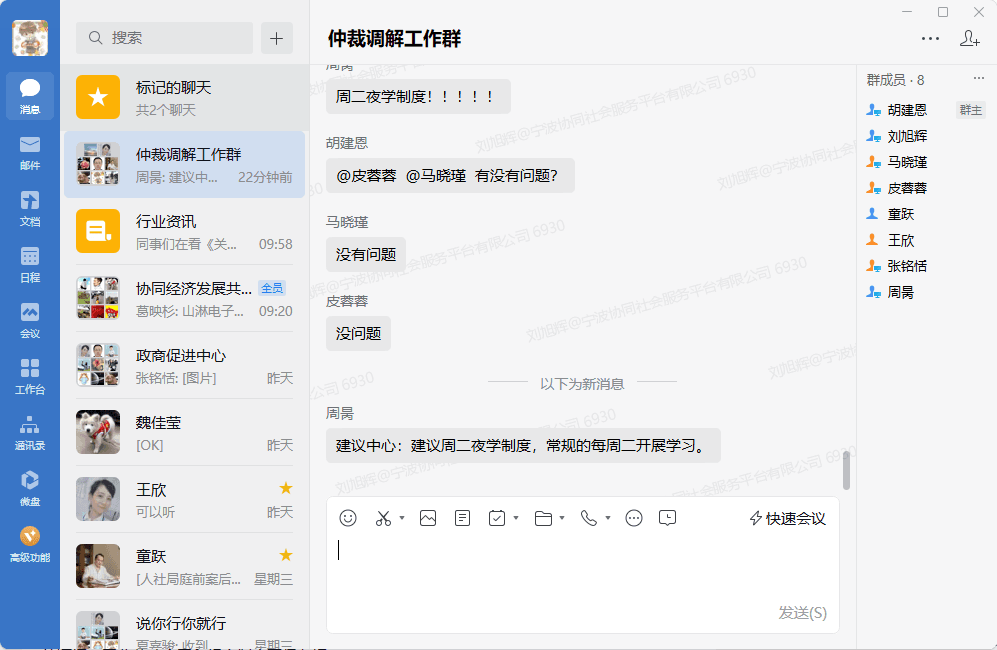 消息
邮件
文档
日程
会议
工作台
通讯录
微盘
高级功能
搜索
标记的聊天
共2个聊天
仲裁调解工作群
周昺: 建议中...
22分钟前
行业资讯
同事们在看《关...
09:58
协同经济发展共... 全员
葛映杉: 山淋电子...
09:20
政商促进中心
张铭恬: [图片]
昨天
魏佳莹
[OK]
昨天
王欣
可以听
昨天
童跃
[人社局庭前案后...
星期三
说你行你就行
夏嘉骏: 收到
星期三
仲裁调解工作群
周二夜学制度！！！！！
胡建恩
@皮蓉蓉 @马晓瑾 有没有问题?
马晓瑾
没有问题
皮蓉蓉
没问题
以下为新消息
周昺
建议中心：建议周二夜学制度，常规的每周二开展学习。
快速会议
发送(S)
群成员 · 8
胡建恩 群主
刘旭晖
马晓瑾
皮蓉蓉
童跃
王欣
张铭恬
周昺
刘旭晖@宁波协同社会服务平台有限公司 6930